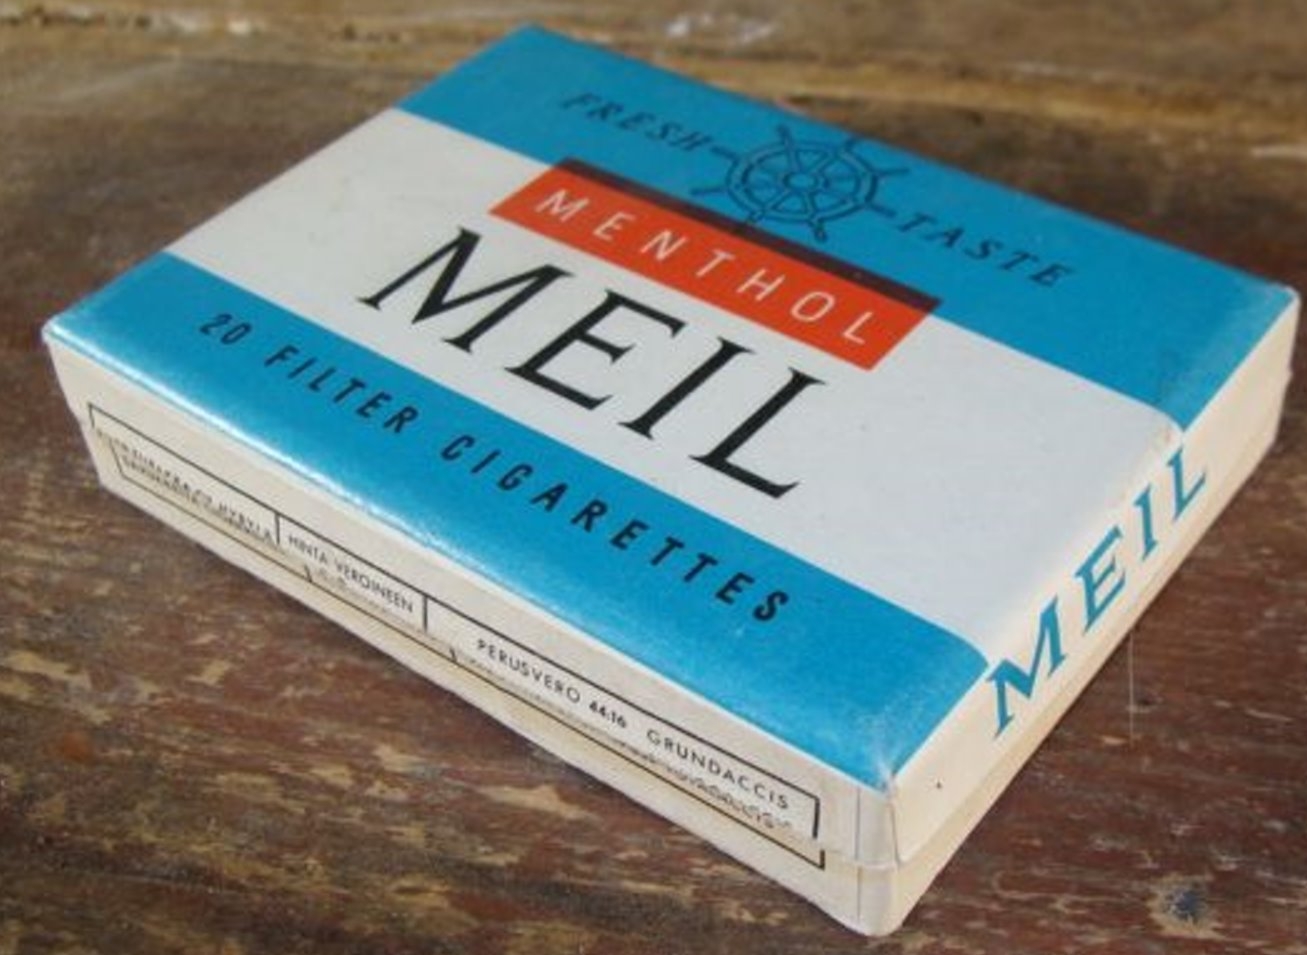 FRESH TASTE
MENTHOL
MEIL
20 FILTER CIGARETTES
MEIL
HINTA VEROINEEN
PERUSVERO 44:16 GRUNDACCIS